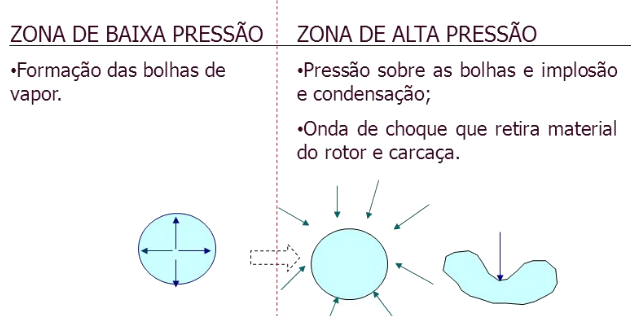 ZONA DE BAIXA PRESSÃO
•Formação das bolhas de
vapor.
ZONA DE ALTA PRESSÃO
•Pressão sobre as bolhas e implosão
e condensação;
•Onda de choque que retira material
do rotor e carcaça.